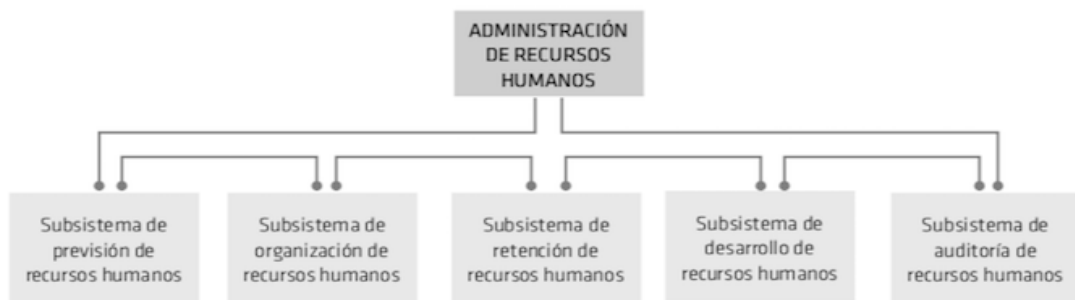 ADMINISTRACIÓN
DE RECURSOS
HUMANOS
Subsistema de
previsión de
recursos humanos
Subsistema de
organización de
recursos humanos
Subsistema de
retención de
recursos humanos
Subsistema de
desarrollo de
recursos humanos
Subsistema de
auditoría de
recursos humanos